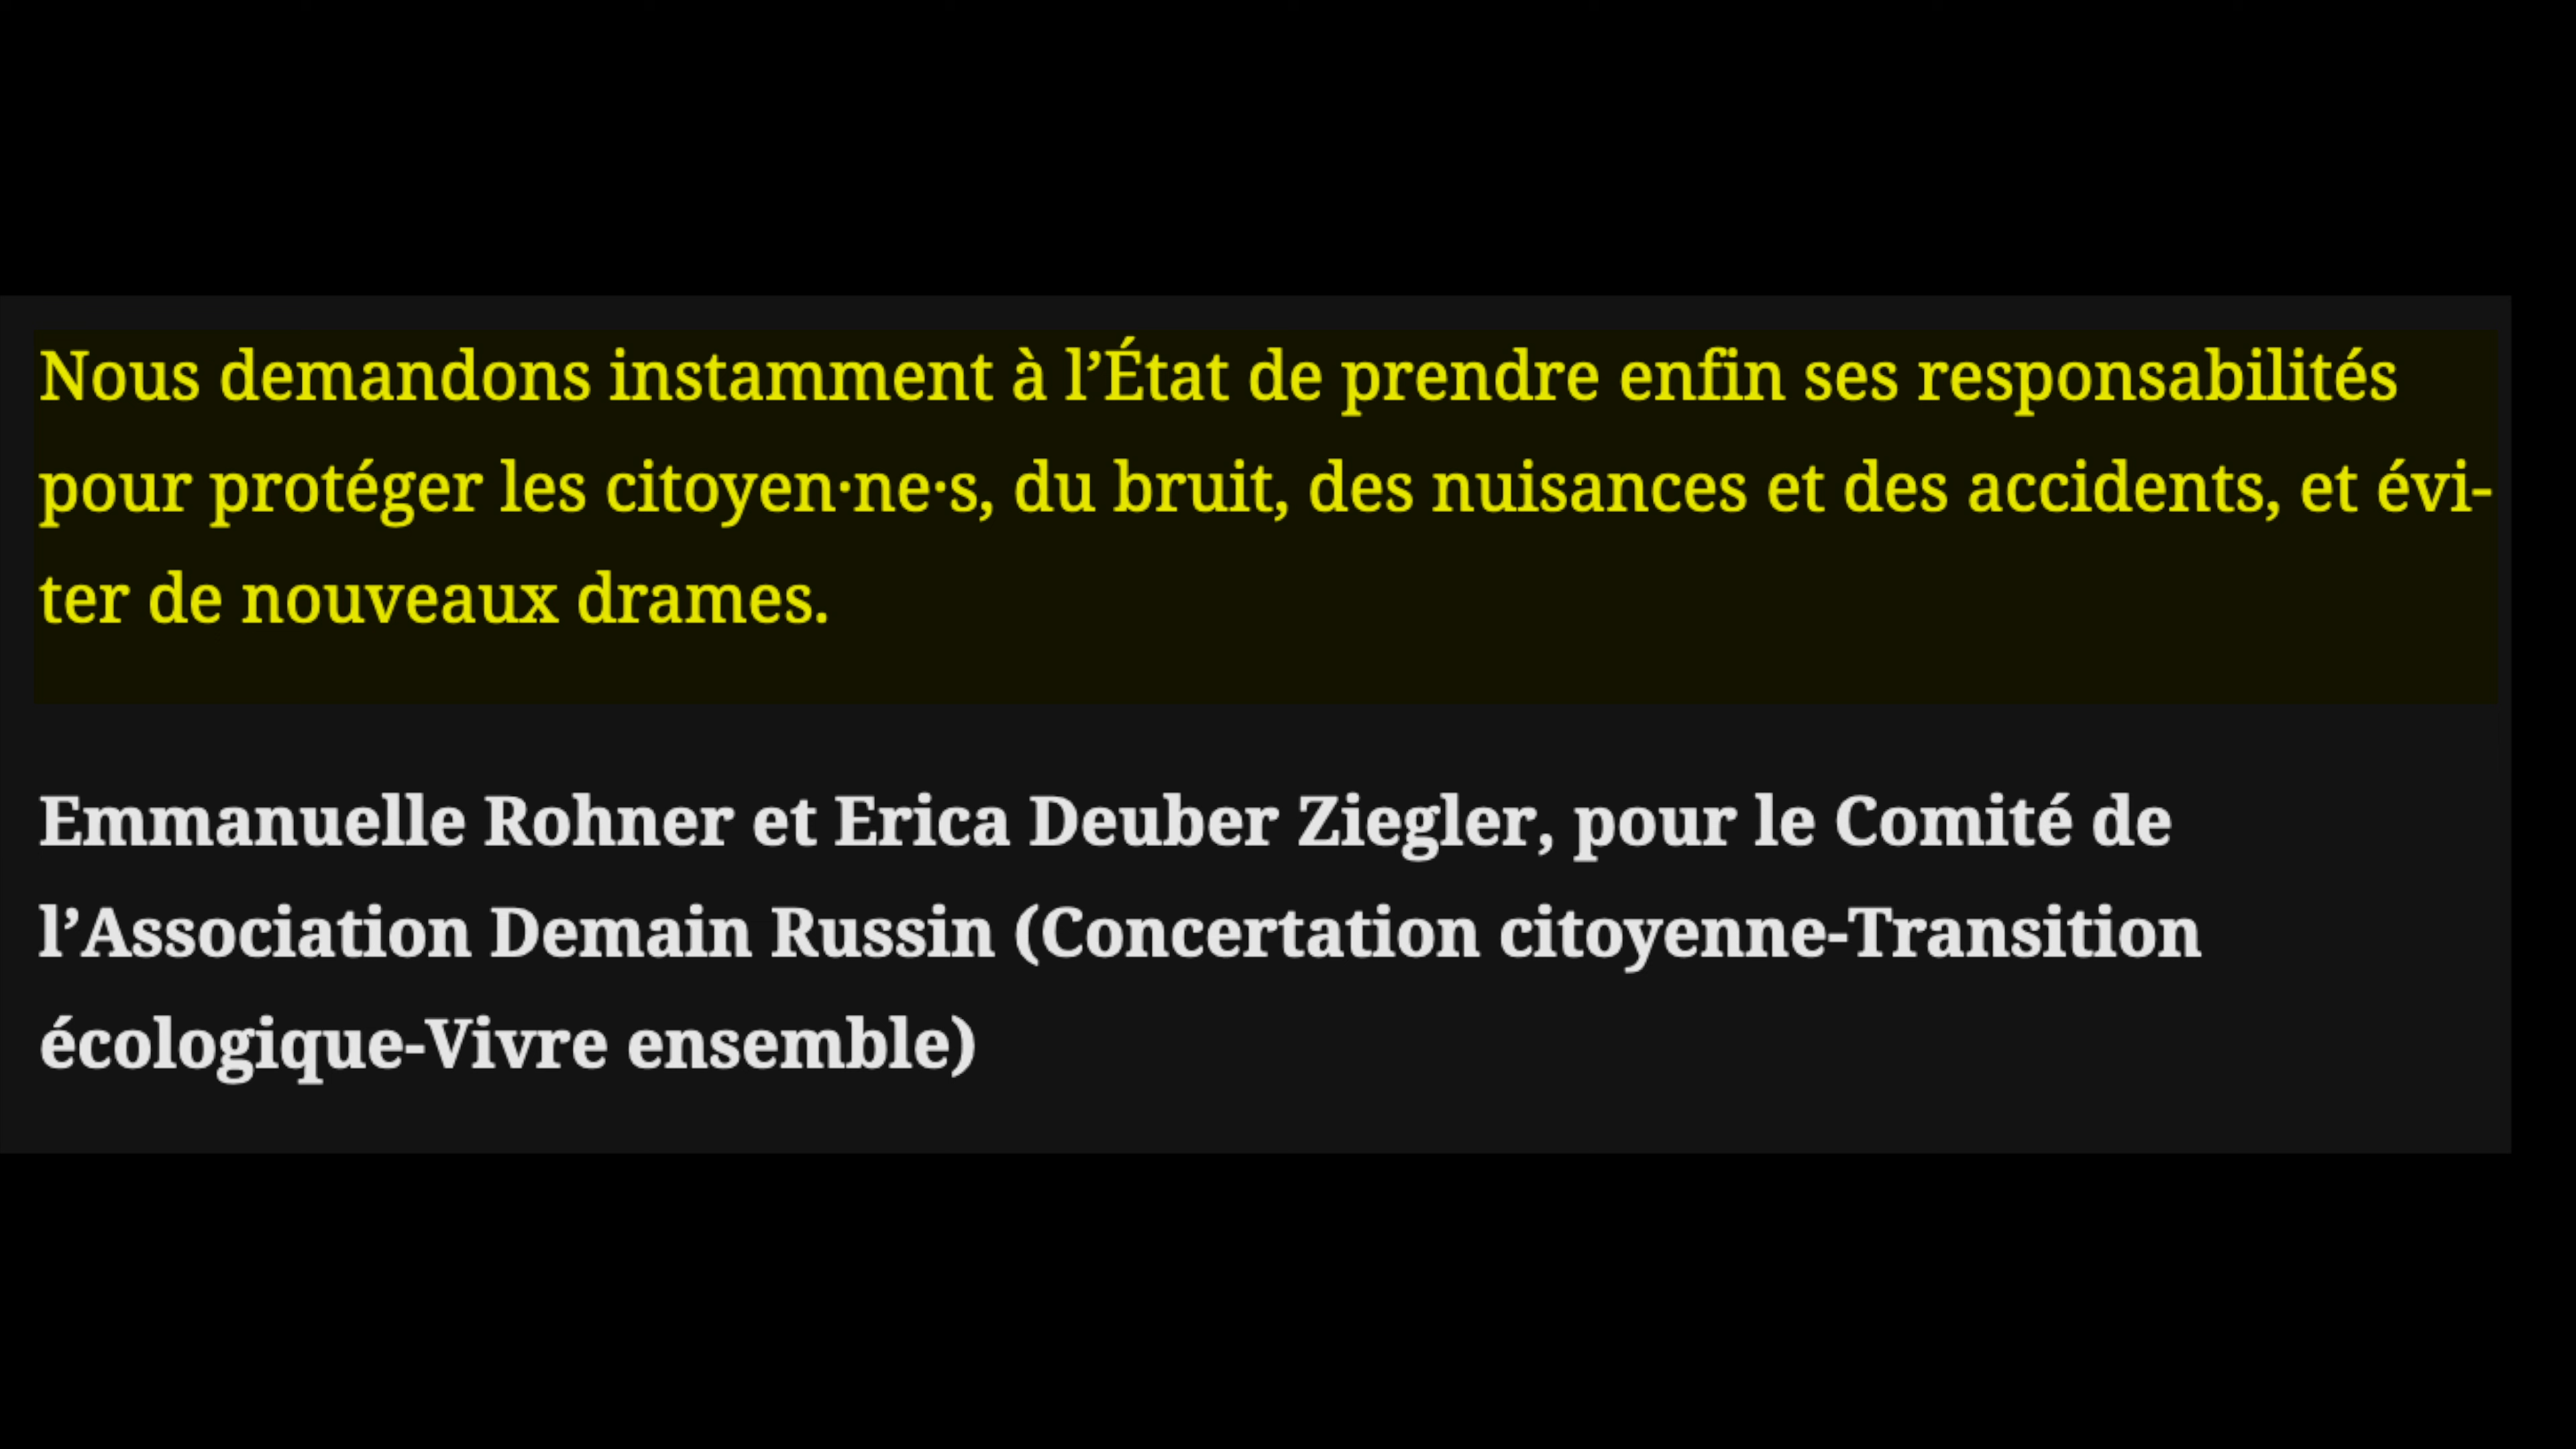 Nous demandons instamment à l’État de prendre enfin ses responsabilités
pour protéger les citoyen·ne·s, du bruit, des nuisances et des accidents, et évi-
ter de nouveaux drames.
Emmanuelle Rohner et Erica Deuber Ziegler, pour le Comité de
l’Association Demain Russin (Concertation citoyenne-Transition
écologique-Vivre ensemble)